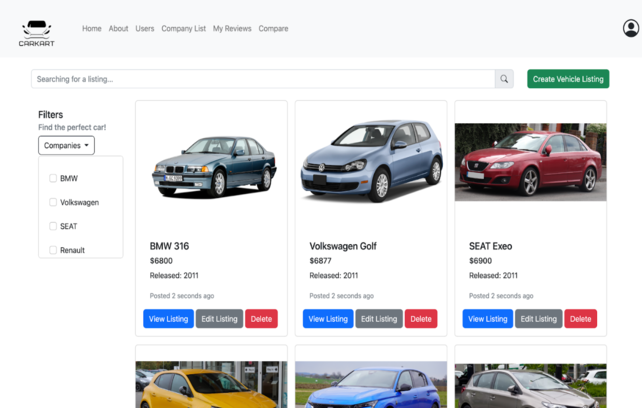 CARKART
Home About Users Company List My Reviews Compare
Searching for a listing...
Create Vehicle Listing
Filters
Find the perfect car!
Companies
BMW
Volkswagen
SEAT
Renault
BMW 316
$6800
Released: 2011
Posted 2 seconds ago
View Listing Edit Listing Delete
Volkswagen Golf
$6877
Released: 2011
Posted 2 seconds ago
View Listing Edit Listing Delete
SEAT Exeo
$6900
Released: 2011
Posted 2 seconds ago
View Listing Edit Listing Delete